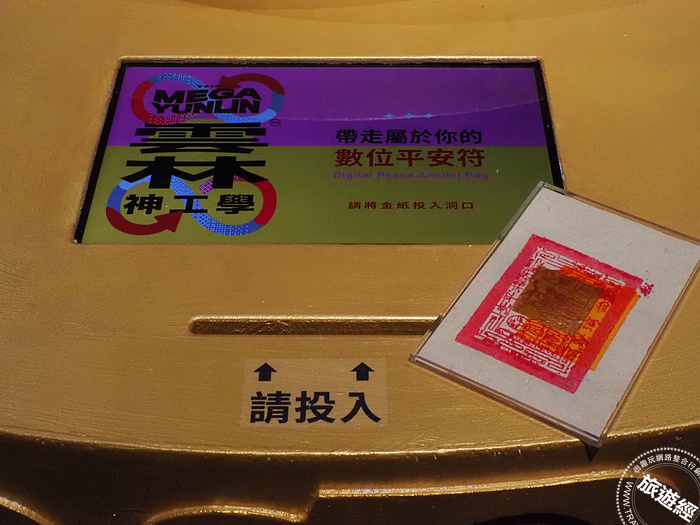 MEGA
YUNLIN
雲
林
神工學
帶走屬於你的
數位平安符
Digital Peace Amulet Bag
請將金紙投入洞口
請投入
旅遊經